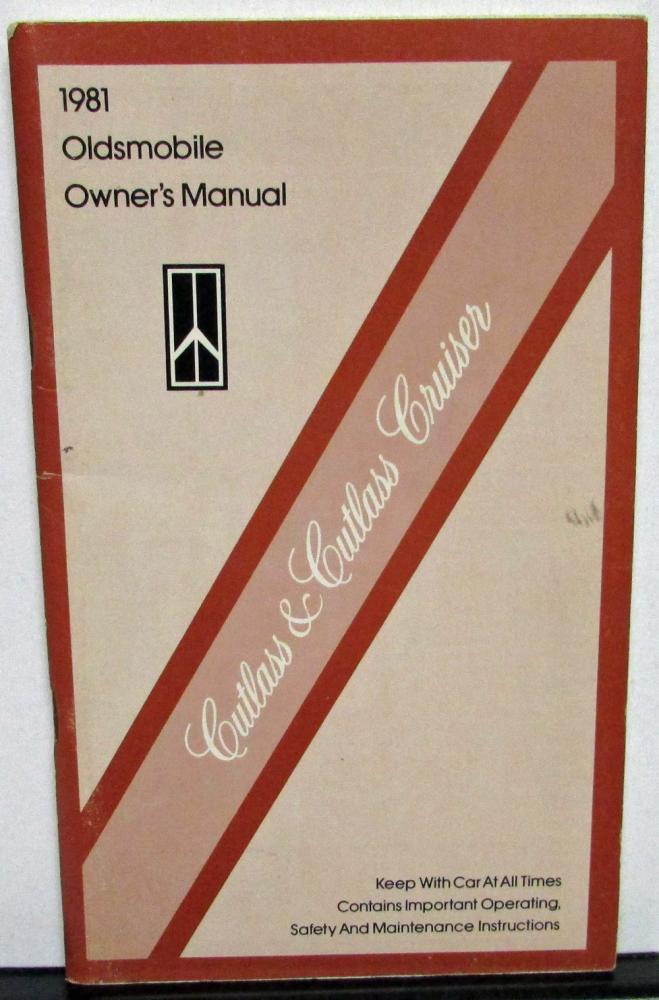 1981
Oldsmobile
Owner's Manual
Cutlass & Cutlass Cruiser
Keep With Car At All Times
Contains Important Operating,
Safety And Maintenance Instructions